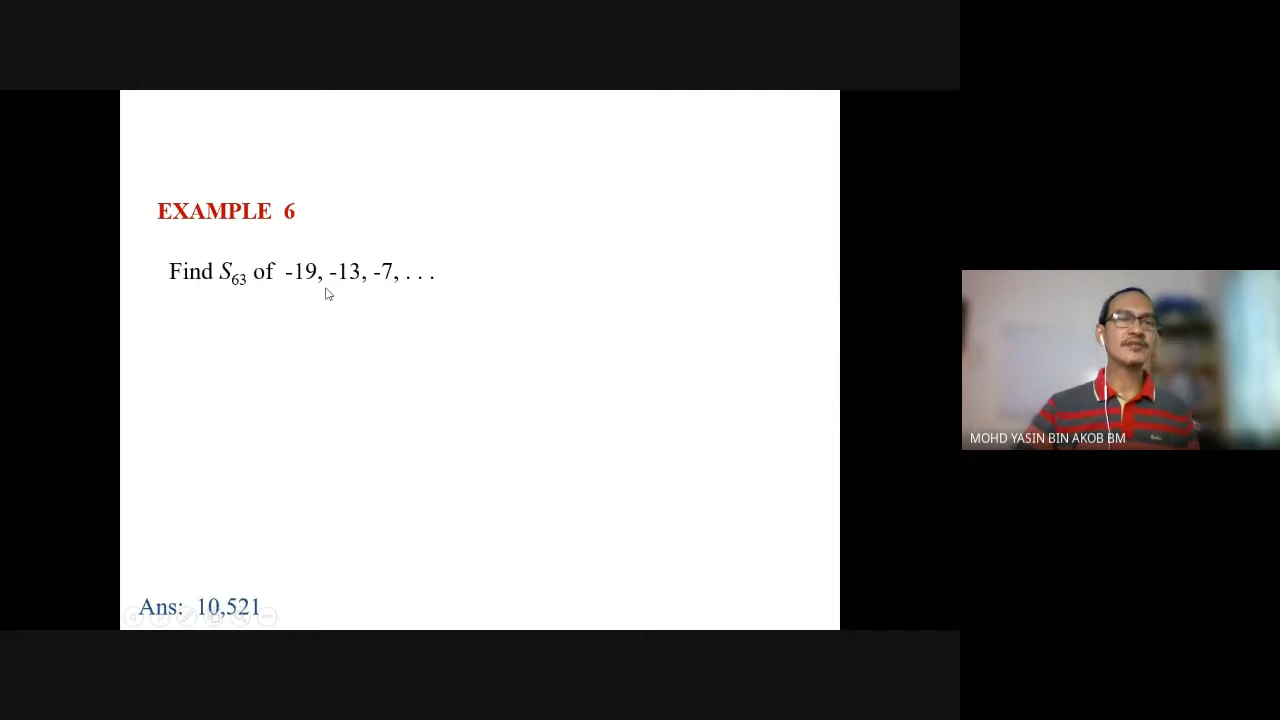 EXAMPLE 6
Find S₆₃ of -19, -13, -7, . . .
Ans: 10,521
MOHD YASIN BIN AKOB BM